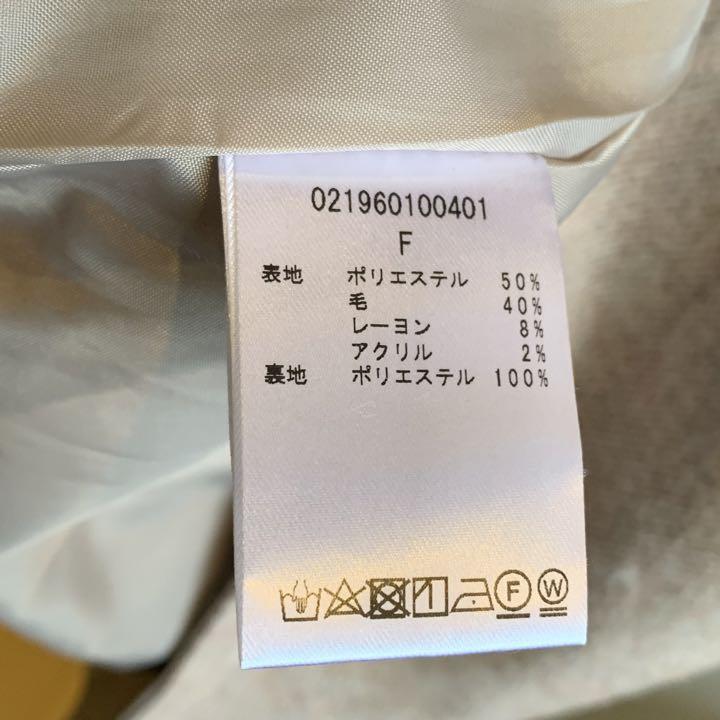 021960100401
F
表地 ポリエステル 50%
毛 40%
レーヨン 8%
アクリル 2%
裏地 ポリエステル 100%
F W